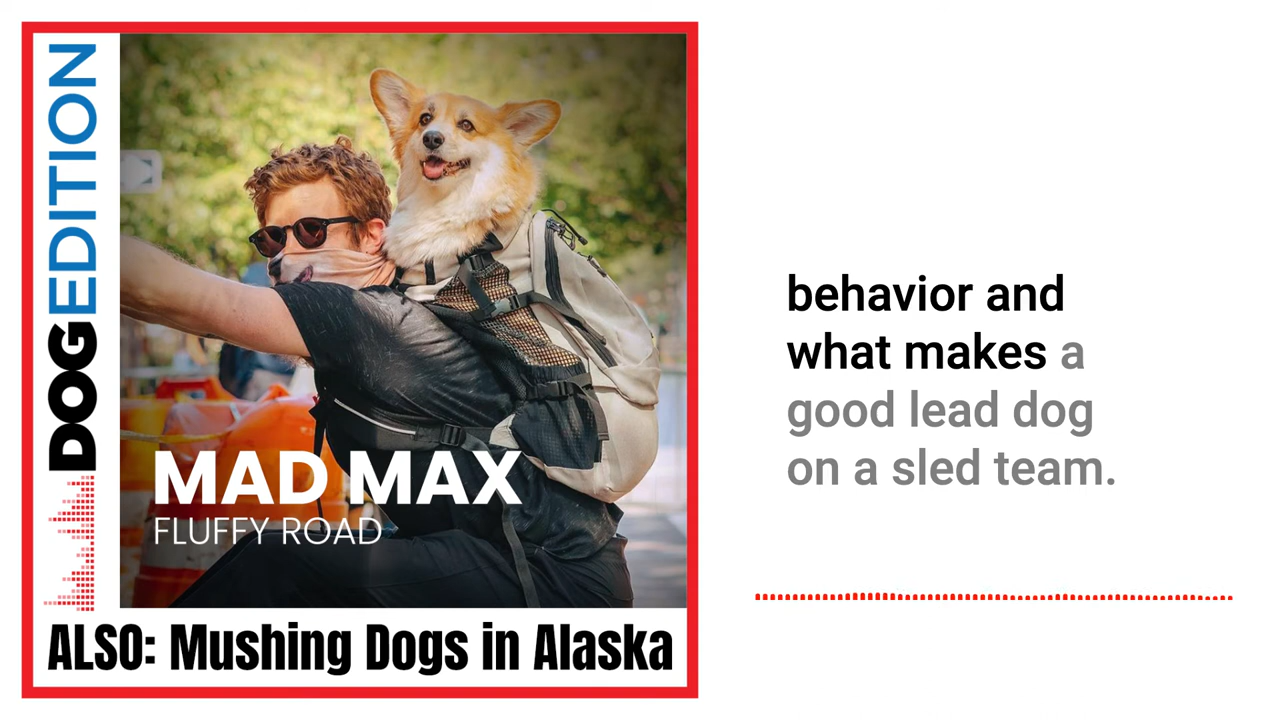 DOGEDITION
MAD MAX
FLUFFY ROAD
ALSO: Mushing Dogs in Alaska
behavior and
what makes a
good lead dog
on a sled team.